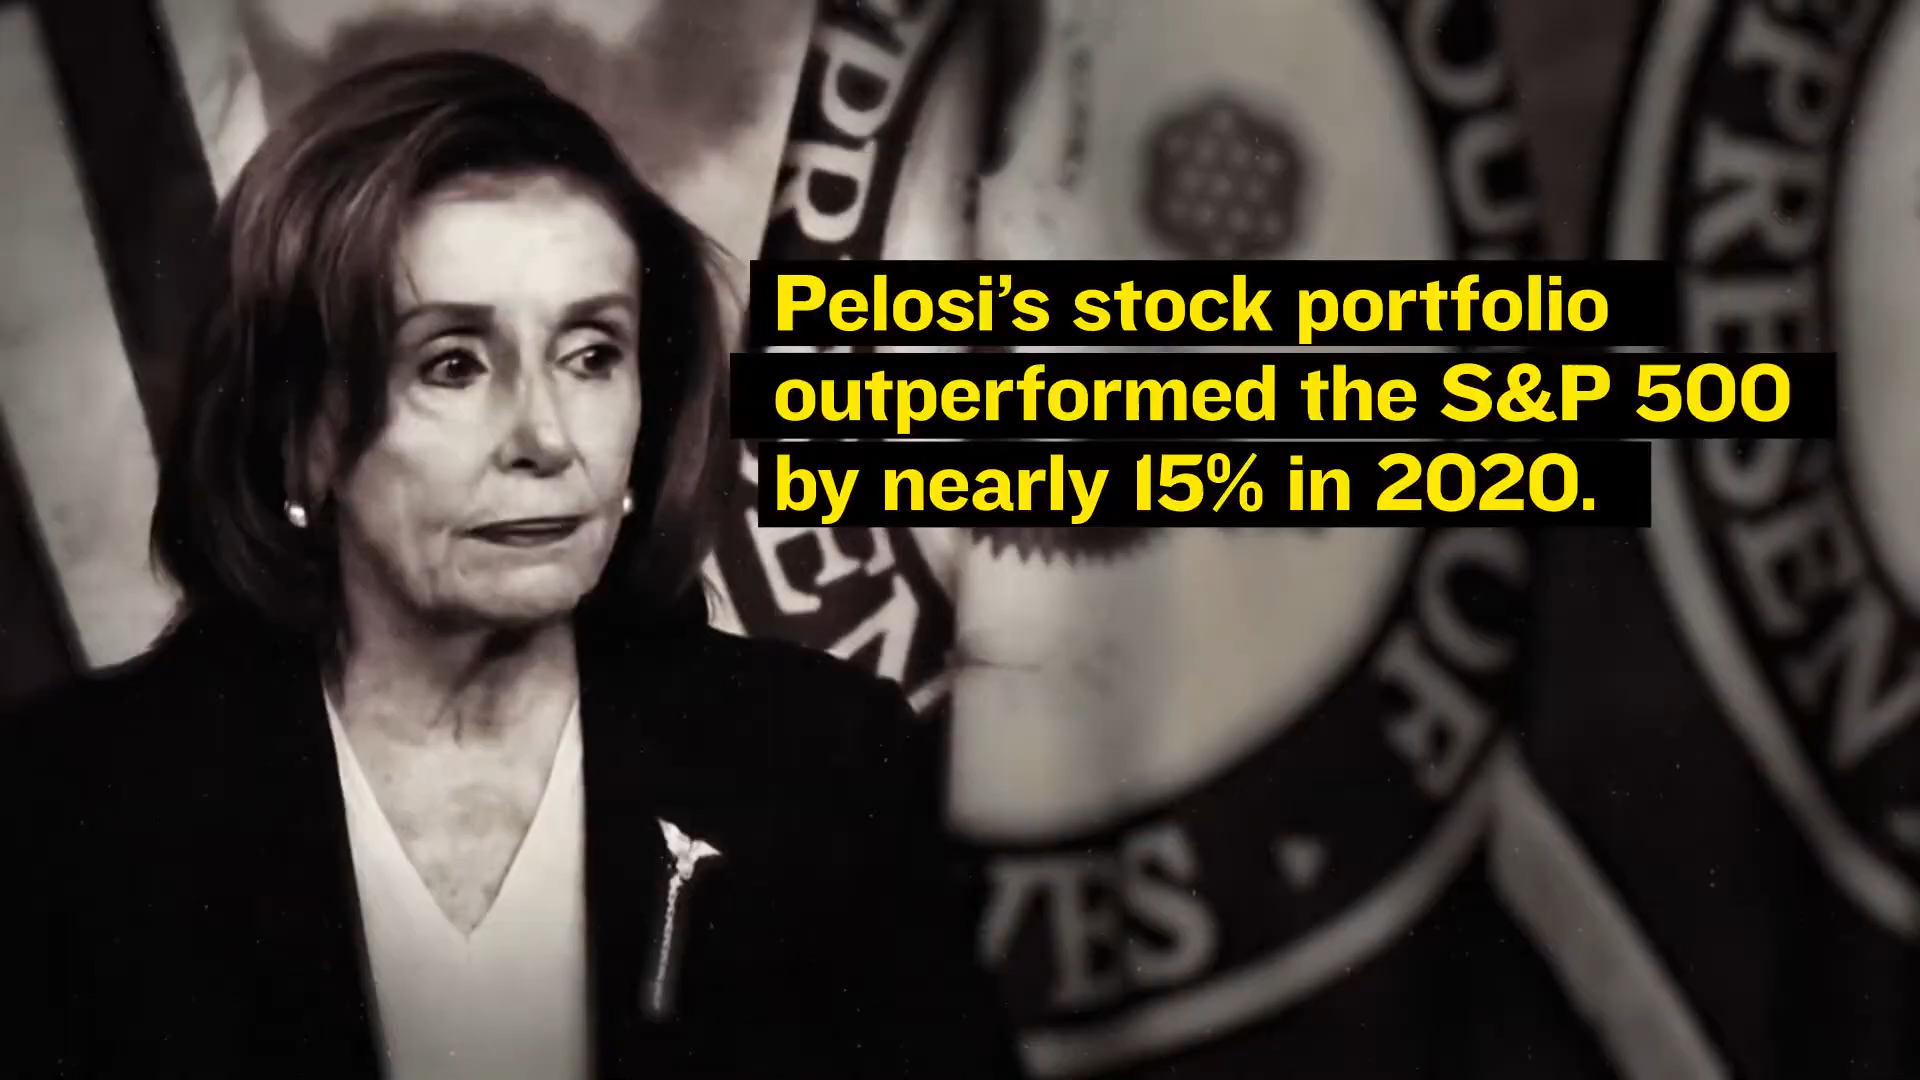 Pelosi’s stock portfolio
outperformed the S&P 500
by nearly 15% in 2020.